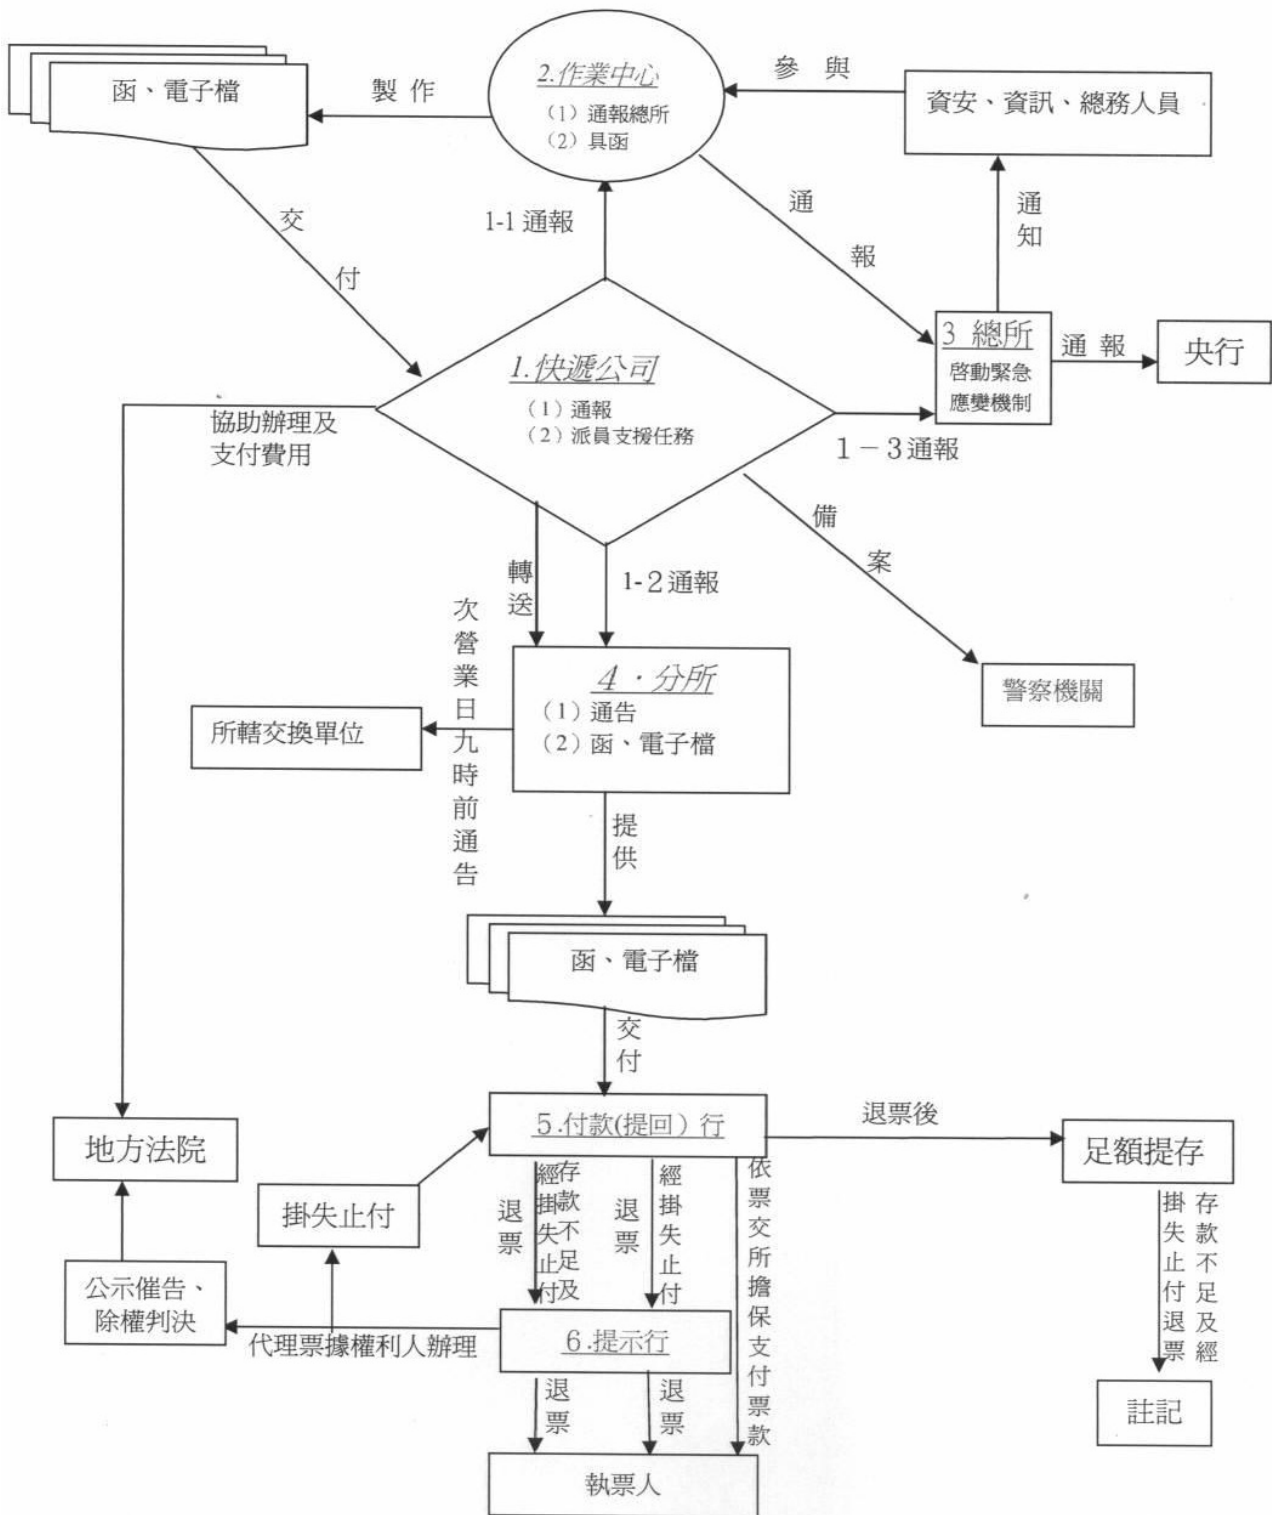 函、電子檔
製 作
2.作業中心
（1）通報總所
（2）具函
參 與
資安、資訊、總務人員
交付
1-1 通報
通報
通知
1.快遞公司
（1）通報
（2）派員支援任務
3 總所
啓動緊急
應變機制
通 報
央行
協助辦理及
支付費用
1－3通報
備案
轉送
1-２通報
警察機關
次營業日九時前通告
4．分所
（1）通告
（2）函、電子檔
所轄交換單位
提供
函、電子檔
交付
5.付款(提回）行
退票後
足額提存
地方法院
掛失止付
退票
經掛失止付
存款不足及
退票
經掛失止付
依票交所擔保支付票款
掛失止付退票
存款不足及經
公示催告、
除權判決
代理票據權利人辦理
6.提示行
退票
退票
註記
執票人